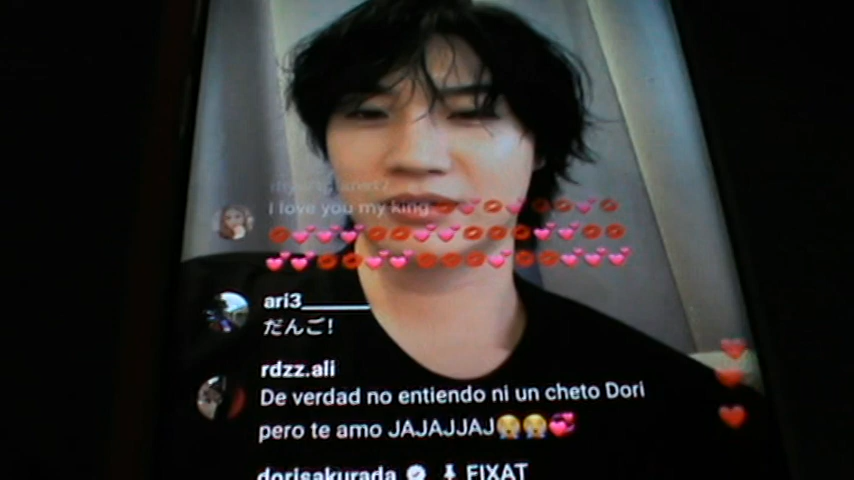 I love you my king 💋💕💋💕💋💋💕💋💕💋
💋💕💕💕💋💋💕💕💋💋💋💕💕💋💋
💕💕💋💋💕💕💋💋💋💕💋💋💕💕💕
ari3______
だんご!
rdzz.ali
De verdad no entiendo ni un cheto Dori
pero te amo JAJAJJAJ😭😭💞
dorisakurada FIXAT